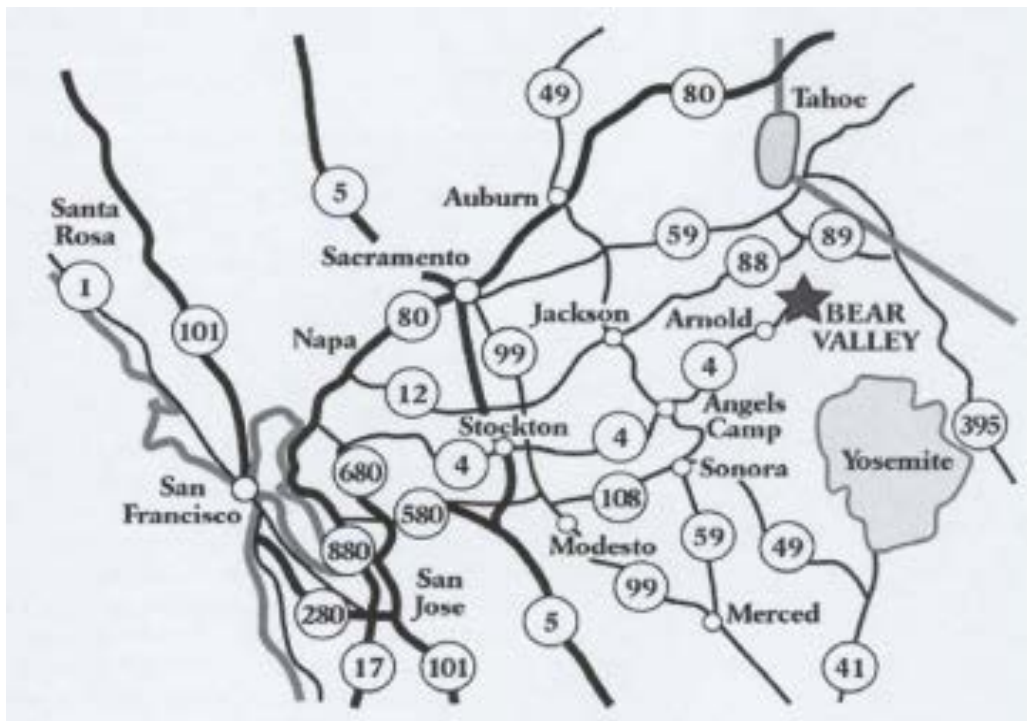 49
80
Tahoe
5
Auburn
Santa
Rosa
59
89
Sacramento
88
1
101
80
Napa
99
Jackson
Arnold
BEAR
VALLEY
12
4
Angels
Camp
Stockton
4
4
395
680
Sonora
Yosemite
San
Francisco
580
108
880
Modesto
59
49
280
San
Jose
99
5
Merced
17
101
41